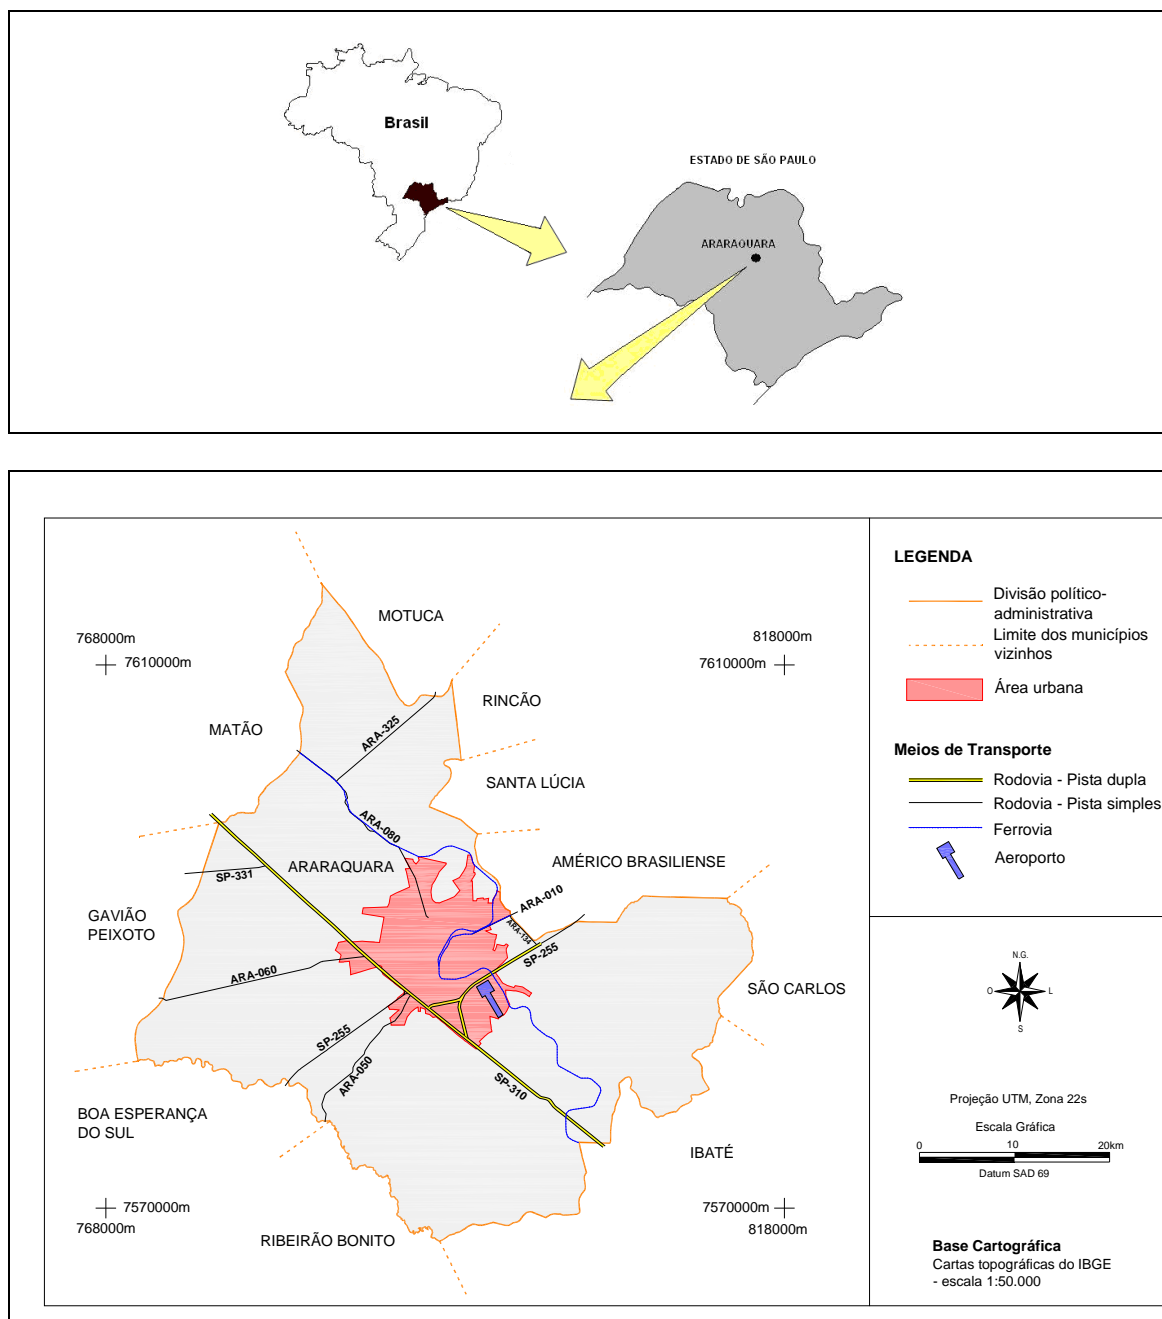 Brasil
ESTADO DE SÃO PAULO
ARARAQUARA
MOTUCA
768000m
7610000m
818000m
7610000m
RINCÃO
MATÃO
ARA-325
SANTA LÚCIA
ARA-080
ARARAQUARA
AMÉRICO BRASILIENSE
SP-331
ARA-010
ARA-134
GAVIÃO
PEIXOTO
SP-255
ARA-060
SÃO CARLOS
SP-255
ARA-050
SP-310
BOA ESPERANÇA
DO SUL
IBATÉ
7570000m
768000m
7570000m
818000m
RIBEIRÃO BONITO
LEGENDA
Divisão político-
administrativa
Limite dos municípios
vizinhos
Área urbana
Meios de Transporte
Rodovia - Pista dupla
Rodovia - Pista simples
Ferrovia
Aeroporto
N.G.
O
L
S
Projeção UTM, Zona 22s
Escala Gráfica
0 10 20km
Datum SAD 69
Base Cartográfica
Cartas topográficas do IBGE
- escala 1:50.000